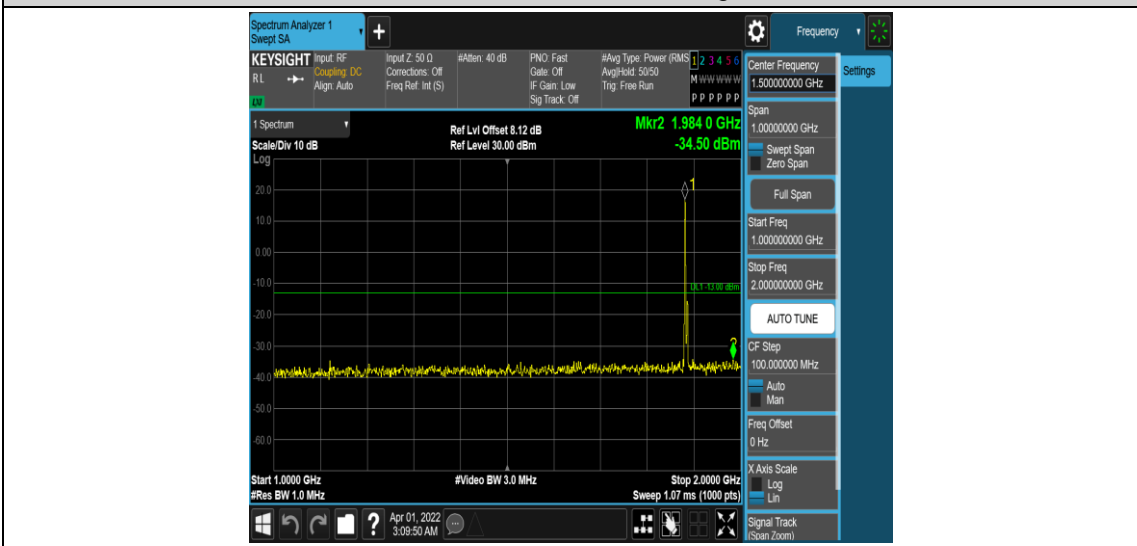 Spectrum Analyzer 1
Swept SA
+
Frequency
KEYSIGHT
RL
Input: RF
Coupling: DC
Align: Auto
Input Z: 50 Ω
Corrections: Off
Freq Ref: Int (S)
#Atten: 40 dB
PNO: Fast
Gate: Off
IF Gain: Low
Sig Track: Off
#Avg Type: Power (RMS
Avg|Hold: 50/50
Trig: Free Run
1 2 3 4 5 6
M W W W W W
P P P P P P
Center Frequency
1.500000000 GHz
Settings
Span
1.00000000 GHz
Swept Span
Zero Span
Full Span
Start Freq
1.000000000 GHz
Stop Freq
2.000000000 GHz
AUTO TUNE
CF Step
100.000000 MHz
Auto
Man
Freq Offset
0 Hz
X Axis Scale
Log
Lin
Signal Track
(Span Zoom)
1 Spectrum
Scale/Div 10 dB
Log
Ref Lvl Offset 8.12 dB
Ref Level 30.00 dBm
Mkr2 1.984 0 GHz
-34.50 dBm
1
20.0
10.0
0.00
-10.0
DL1 -13.00 dBm
-20.0
-30.0
2
-40.0
-50.0
-60.0
Start 1.0000 GHz
#Video BW 3.0 MHz
Stop 2.0000 GHz
#Res BW 1.0 MHz
Sweep 1.07 ms (1000 pts)
?
Apr 01, 2022
3:09:50 AM